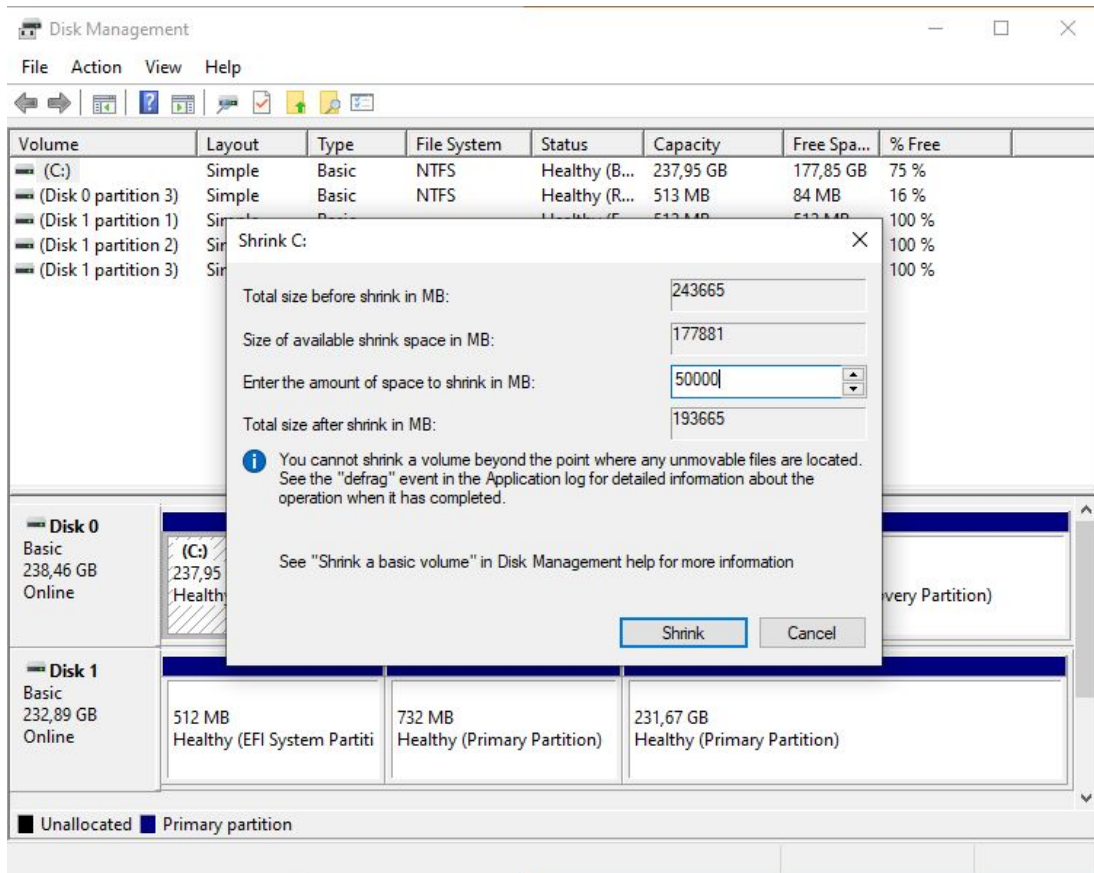 Disk Management
File Action View Help
Volume Layout Type File System Status Capacity Free Spa... % Free
(C:) Simple Basic NTFS Healthy (B... 237,95 GB 177,85 GB 75 %
(Disk 0 partition 3) Simple Basic NTFS Healthy (R... 513 MB 84 MB 16 %
(Disk 1 partition 1) 100 %
(Disk 1 partition 2) 100 %
(Disk 1 partition 3) 100 %
Shrink C:
Total size before shrink in MB: 243665
Size of available shrink space in MB: 177881
Enter the amount of space to shrink in MB: 50000
Total size after shrink in MB: 193665
You cannot shrink a volume beyond the point where any unmovable files are located.
See the "defrag" event in the Application log for detailed information about the
operation when it has completed.
See "Shrink a basic volume" in Disk Management help for more information
Shrink Cancel
Disk 0
Basic
238,46 GB
Online
(C:)
237,95
Health
very Partition)
Disk 1
Basic
232,89 GB
Online
512 MB
Healthy (EFI System Partiti
732 MB
Healthy (Primary Partition)
231,67 GB
Healthy (Primary Partition)
Unallocated Primary partition